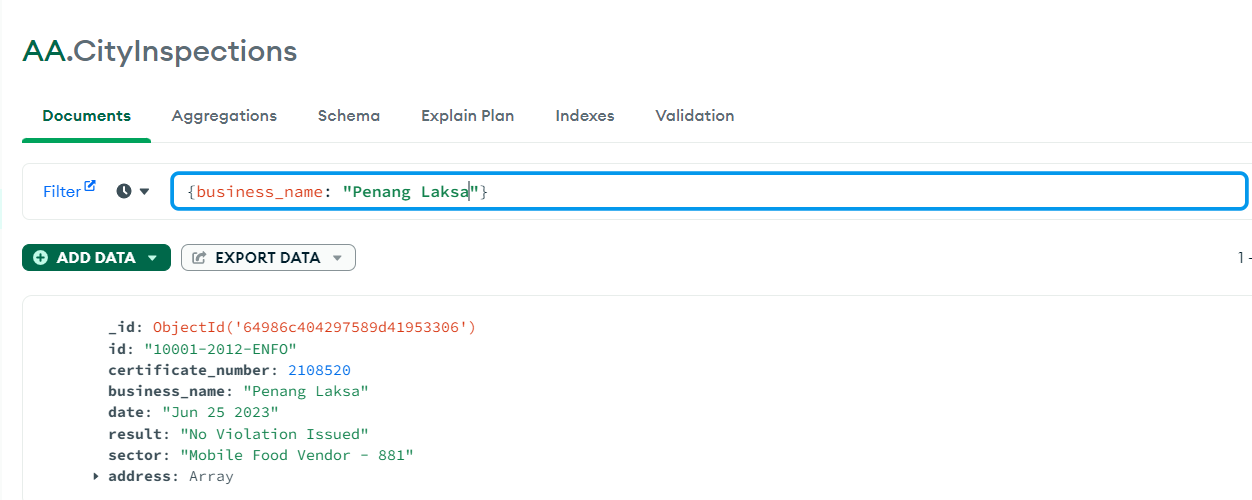 AA.CityInspections
Documents Aggregations Schema Explain Plan Indexes Validation
Filter {business_name: "Penang Laksa"}
ADD DATA EXPORT DATA 1 -
_id: ObjectId('64986c404297589d41953306')
id: "10001-2012-ENFO"
certificate_number: 2108520
business_name: "Penang Laksa"
date: "Jun 25 2023"
result: "No Violation Issued"
sector: "Mobile Food Vendor - 881"
address: Array